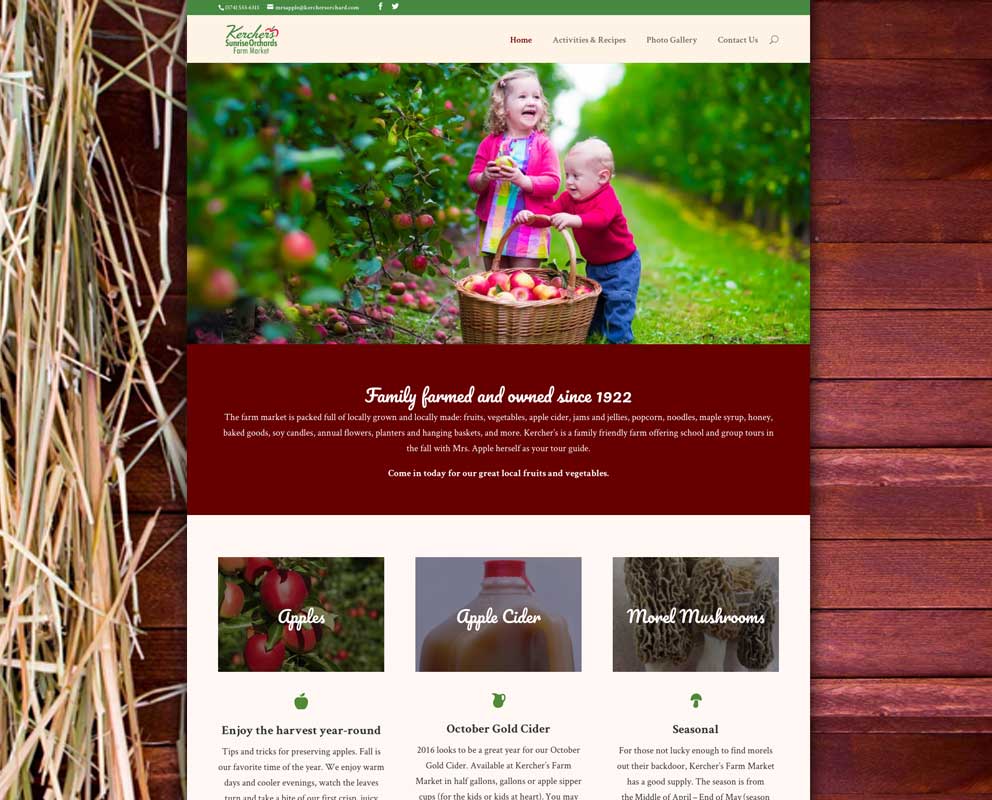 (574) 533-6315 mrsapple@kerchersorchard.com
Kercher's
Sunrise Orchards
Farm Market
Home Activities & Recipes Photo Gallery Contact Us
Family farmed and owned since 1922
The farm market is packed full of locally grown and locally made: fruits, vegetables, apple cider, jams and jellies, popcorn, noodles, maple syrup, honey,
baked goods, soy candles, annual flowers, planters and hanging baskets, and more. Kercher's is a family friendly farm offering school and group tours in
the fall with Mrs. Apple herself as your tour guide.
Come in today for our great local fruits and vegetables.
Apples
Apple Cider
Morel Mushrooms
Enjoy the harvest year-round
Tips and tricks for preserving apples. Fall is
our favorite time of the year. We enjoy warm
days and cooler evenings, watch the leaves
turn and take a bite of our first crisp, juicy
October Gold Cider
2016 looks to be a great year for our October
Gold Cider. Available at Kercher's Farm
Market in half gallons, gallons or apple sipper
cups (for the kids or kids at heart). You may
Seasonal
For those not lucky enough to find morels
out their backdoor, Kercher's Farm Market
has a good supply. The season is from
the Middle of April – End of May (season